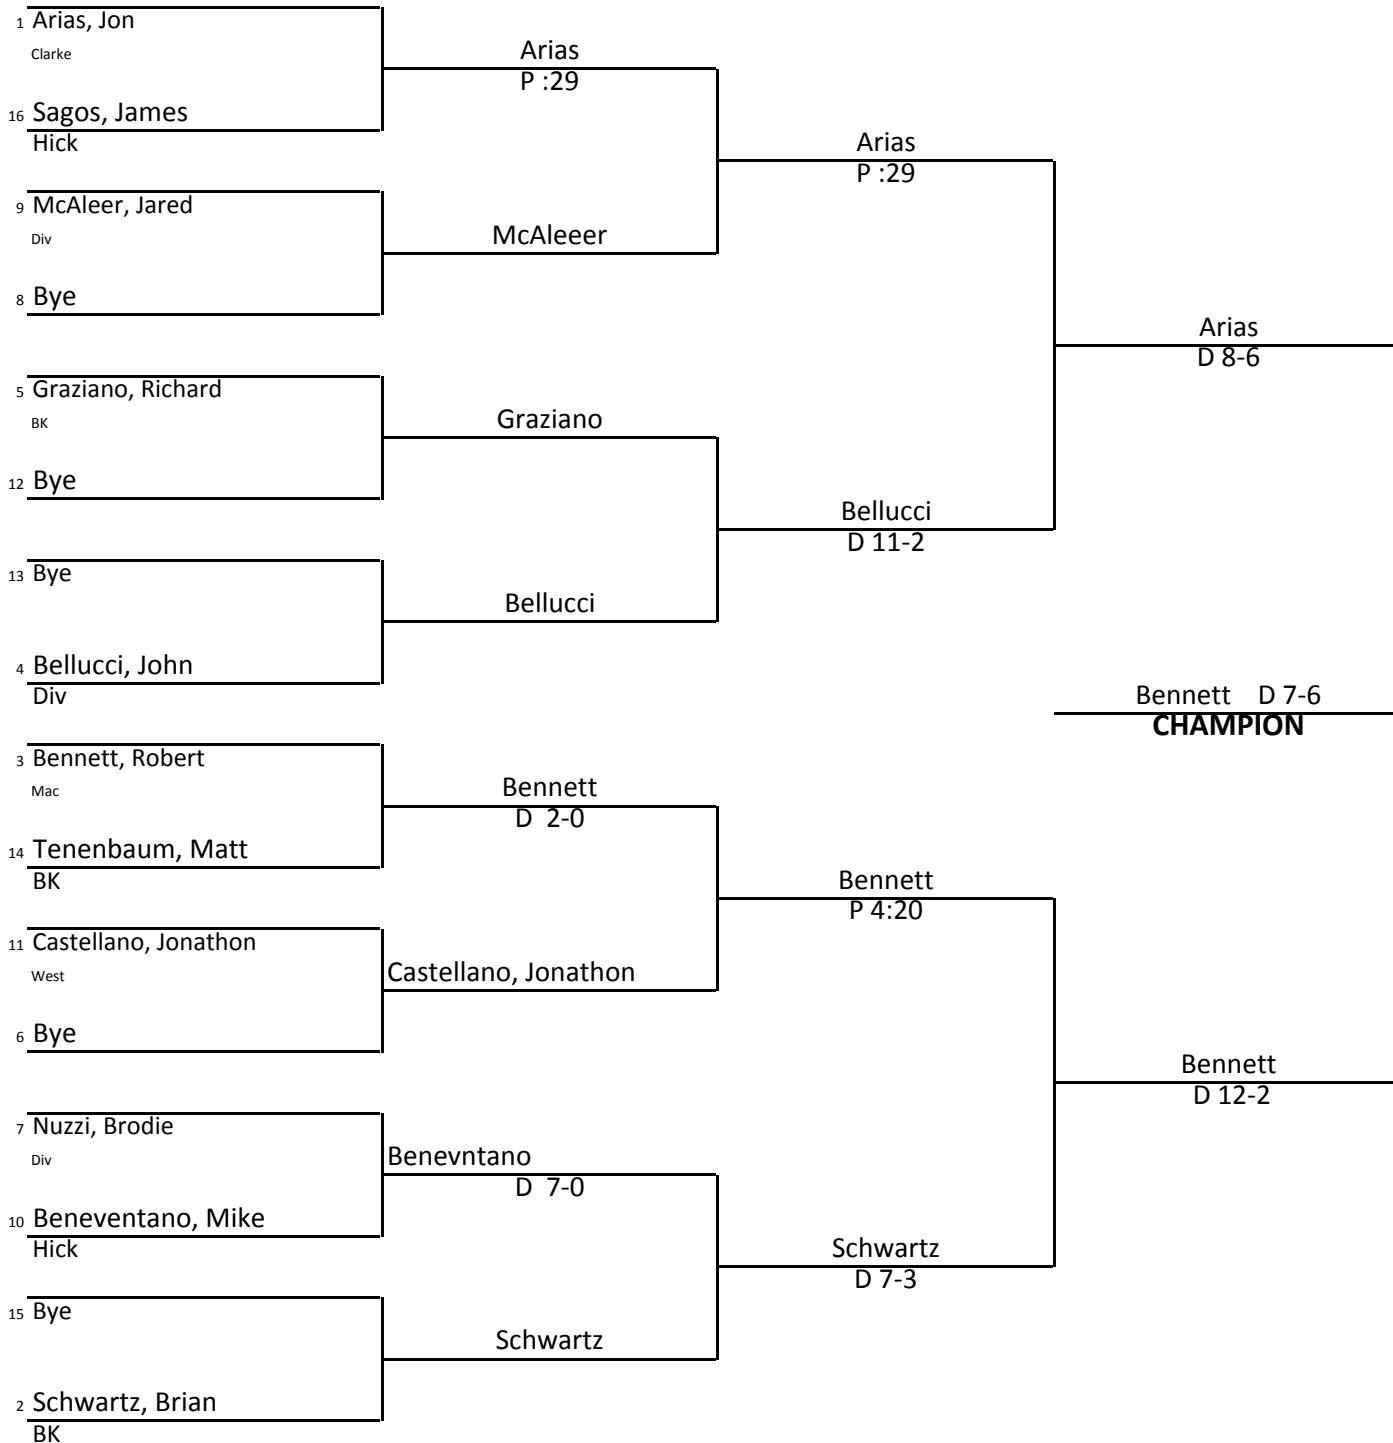 1 Arias, Jon
Clarke
Arias
P :29
16 Sagos, James
Hick
Arias
P :29
9 McAleer, Jared
Div
McAleeer
8 Bye
Arias
D 8-6
5 Graziano, Richard
BK
Graziano
12 Bye
Bellucci
D 11-2
13 Bye
Bellucci
4 Bellucci, John
Div
Bennett D 7-6
CHAMPION
3 Bennett, Robert
Mac
Bennett
D 2-0
14 Tenenbaum, Matt
BK
Bennett
P 4:20
11 Castellano, Jonathon
West
Castellano, Jonathon
6 Bye
Bennett
D 12-2
7 Nuzzi, Brodie
Div
Benevntano
D 7-0
10 Beneventano, Mike
Hick
Schwartz
D 7-3
15 Bye
Schwartz
2 Schwartz, Brian
BK